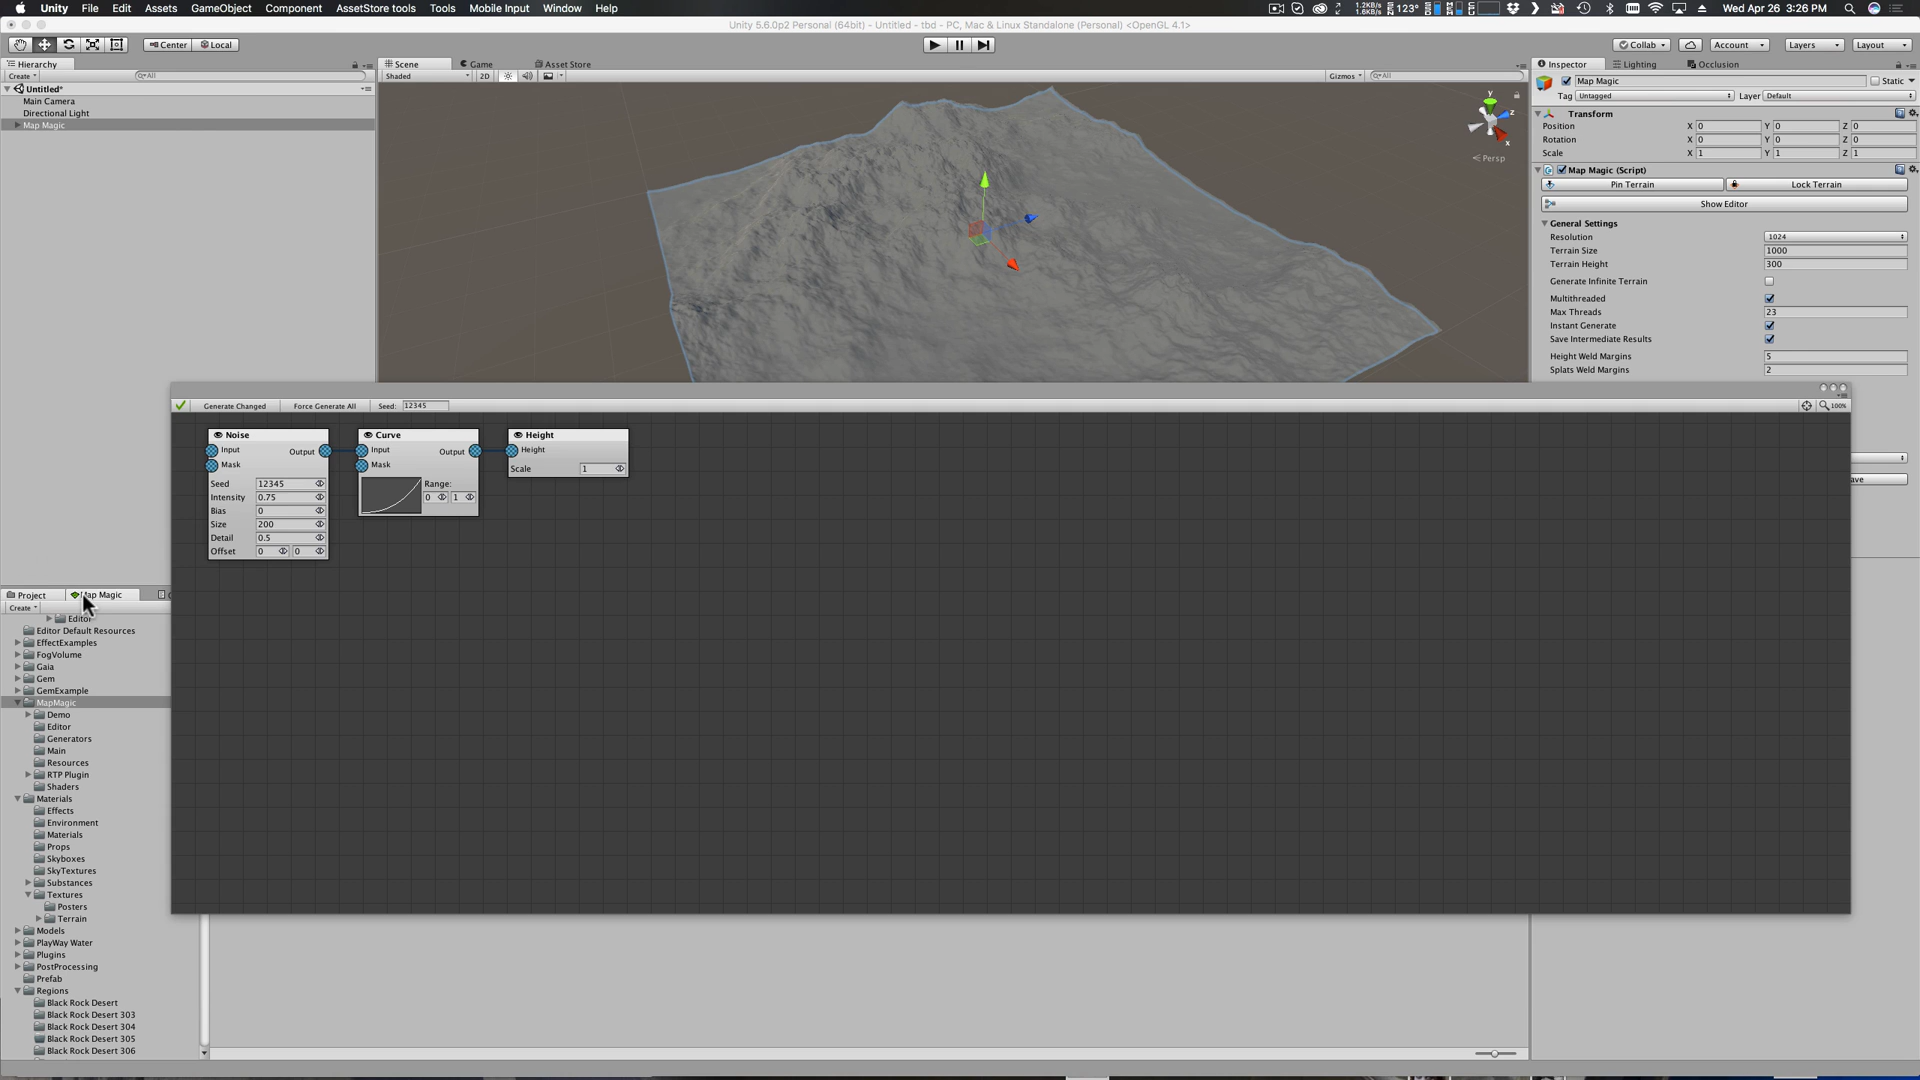 Unity File Edit Assets GameObject Component AssetStore tools Tools Mobile Input Window Help
1.2KB/s
1.6KB/s
123° Wed Apr 26 3:26 PM
Unity 5.6.0p2 Personal (64bit) - Untitled - tbd - PC, Mac & Linux Standalone (Personal) <OpenGL 4.1>
Center Local
Collab Account Layers Layout
Hierarchy
Create All
Untitled*
Main Camera
Directional Light
Map Magic
Scene Game Asset Store
Shaded 2D Gizmos All
y
z
x
Persp
Inspector Lighting Occlusion
Map Magic Static
Tag Untagged Layer Default
Transform
Position X 0 Y 0 Z 0
Rotation X 0 Y 0 Z 0
Scale X 1 Y 1 Z 1
Map Magic (Script)
Pin Terrain Lock Terrain
Show Editor
General Settings
Resolution 1024
Terrain Size 1000
Terrain Height 300
Generate Infinite Terrain
Multithreaded
Max Threads 23
Instant Generate
Save Intermediate Results
Height Weld Margins 5
Splats Weld Margins 2
ave
Generate Changed Force Generate All Seed: 12345 100%
Noise
Input Output
Mask
Seed 12345
Intensity 0.75
Bias 0
Size 200
Detail 0.5
Offset 0 0
Curve
Input Output
Mask
Range:
0 1
Height
Height
Scale 1
Project Map Magic
Create
Editor
Editor Default Resources
EffectExamples
FogVolume
Gaia
Gem
GemExample
MapMagic
Demo
Editor
Generators
Main
Resources
RTP Plugin
Shaders
Materials
Effects
Environment
Materials
Props
Skyboxes
SkyTextures
Substances
Textures
Posters
Terrain
Models
PlayWay Water
Plugins
PostProcessing
Prefab
Regions
Black Rock Desert
Black Rock Desert 303
Black Rock Desert 304
Black Rock Desert 305
Black Rock Desert 306